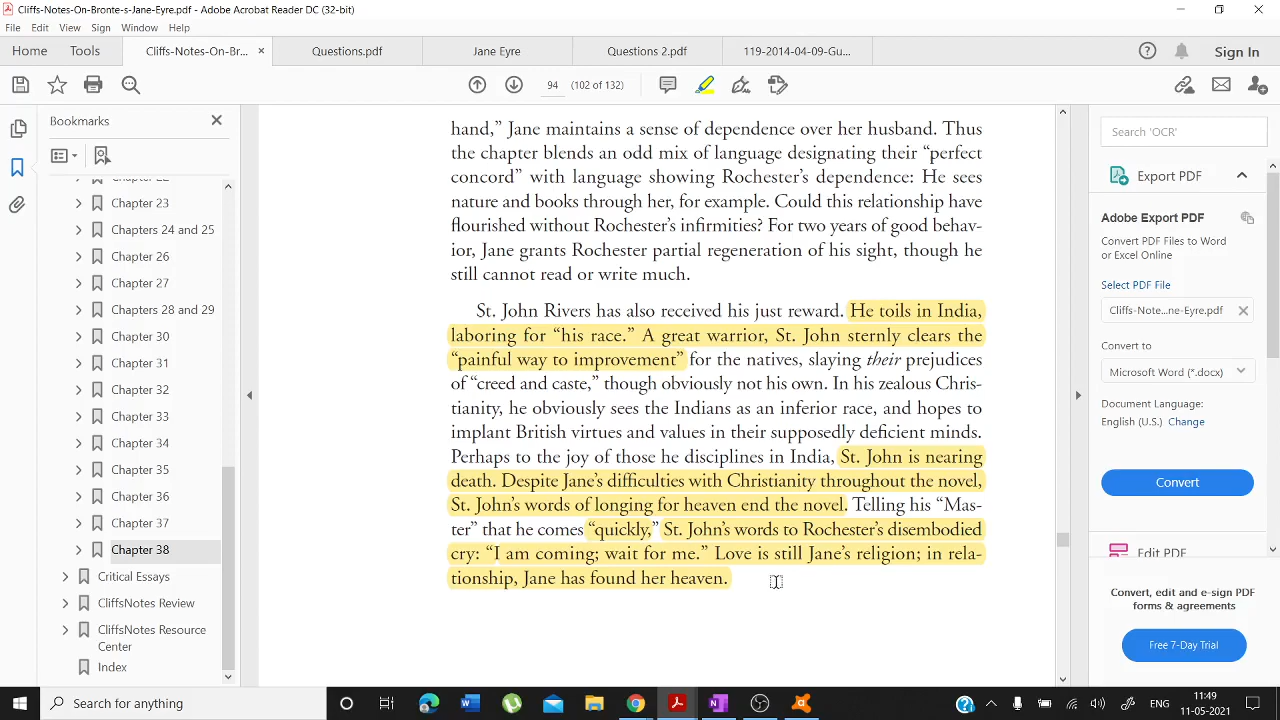 Cliffs-Notes-On-Bronte-s-Jane-Eyre.pdf - Adobe Acrobat Reader DC (32-bit)
File Edit View Sign Window Help
Home Tools Cliffs-Notes-On-Br... × Questions.pdf Jane Eyre Questions 2.pdf 119-2014-04-09-Gu... Sign In
94 (102 of 132)
Bookmarks
Chapter 22
Chapter 23
Chapters 24 and 25
Chapter 26
Chapter 27
Chapters 28 and 29
Chapter 30
Chapter 31
Chapter 32
Chapter 33
Chapter 34
Chapter 35
Chapter 36
Chapter 37
Chapter 38
Critical Essays
CliffsNotes Review
CliffsNotes Resource
Center
Index
hand,” Jane maintains a sense of dependence over her husband. Thus
the chapter blends an odd mix of language designating their “perfect
concord” with language showing Rochester’s dependence: He sees
nature and books through her, for example. Could this relationship have
flourished without Rochester’s infirmities? For two years of good behav-
ior, Jane grants Rochester partial regeneration of his sight, though he
still cannot read or write much.
St. John Rivers has also received his just reward. He toils in India,
laboring for “his race.” A great warrior, St. John sternly clears the
“painful way to improvement” for the natives, slaying their prejudices
of “creed and caste,” though obviously not his own. In his zealous Chris-
tianity, he obviously sees the Indians as an inferior race, and hopes to
implant British virtues and values in their supposedly deficient minds.
Perhaps to the joy of those he disciplines in India, St. John is nearing
death. Despite Jane’s difficulties with Christianity throughout the novel,
St. John’s words of longing for heaven end the novel. Telling his “Mas-
ter” that he comes “quickly,” St. John’s words to Rochester’s disembodied
cry: “I am coming; wait for me.” Love is still Jane’s religion; in rela-
tionship, Jane has found her heaven.
Search 'OCR'
Export PDF
Adobe Export PDF
Convert PDF Files to Word
or Excel Online
Select PDF File
Cliffs-Note...ne-Eyre.pdf
Convert to
Microsoft Word (*.docx)
Document Language:
English (U.S.) Change
Convert
Edit PDF
Convert, edit and e-sign PDF
forms & agreements
Free 7-Day Trial
Search for anything
ENG
11:49
11-05-2021